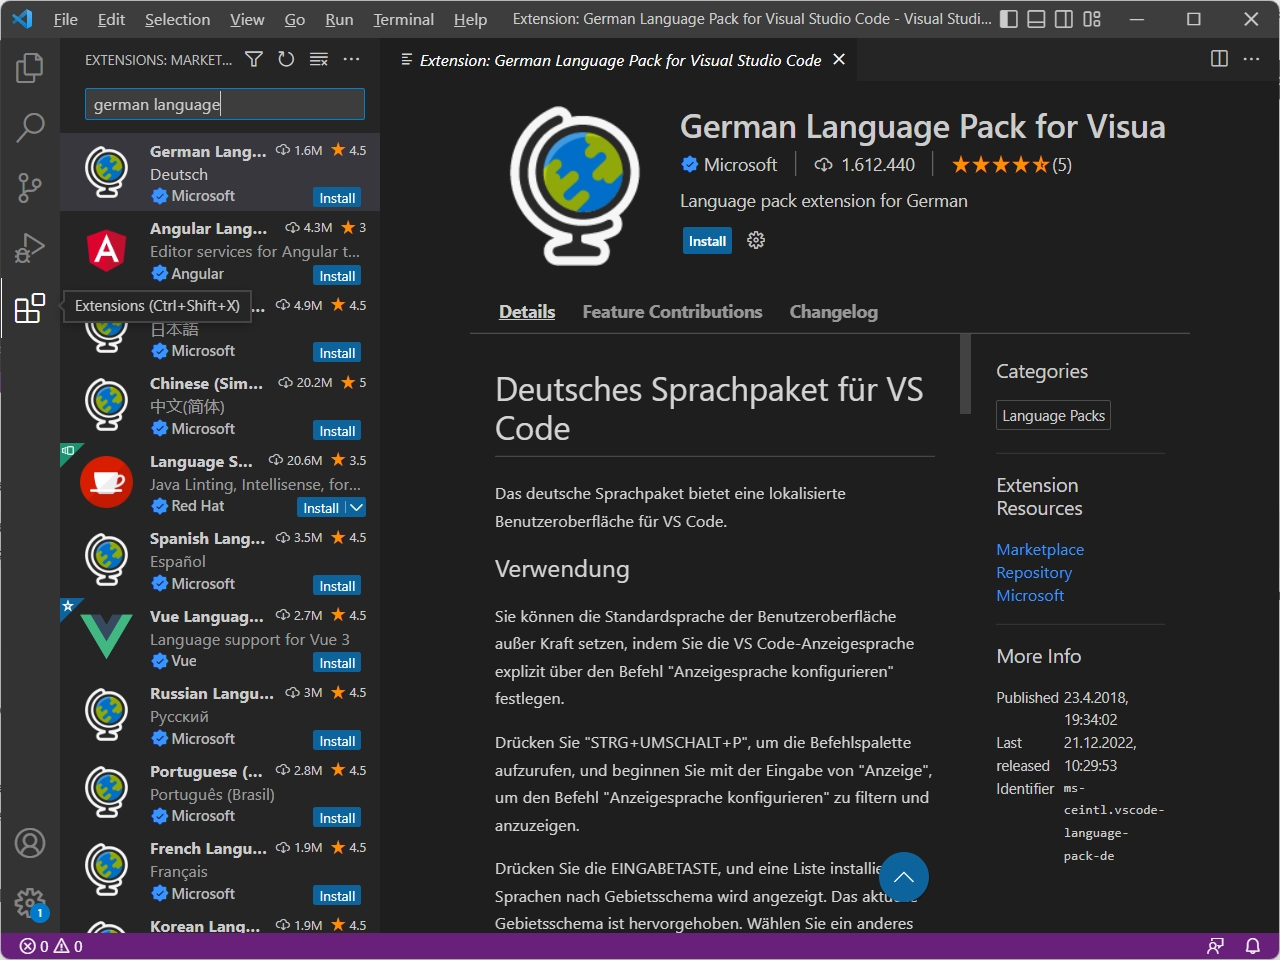 File Edit Selection View Go Run Terminal Help Extension: German Language Pack for Visual Studio Code - Visual Studi...
EXTENSIONS: MARKET...
german language
German Lang... 1.6M 4.5
Deutsch
Microsoft Install
Angular Lang... 4.3M 3
Editor services for Angular t...
Angular Install
Extensions (Ctrl+Shift+X) ... 4.9M 4.5
日本語
Microsoft Install
Chinese (Sim... 20.2M 5
中文(简体)
Microsoft Install
Language S... 20.6M 3.5
Java Linting, Intellisense, for...
Red Hat Install
Spanish Lang... 3.5M 4.5
Español
Microsoft Install
Vue Languag... 2.7M 4.5
Language support for Vue 3
Vue Install
Russian Langu... 3M 4.5
Русский
Microsoft Install
Portuguese (... 2.8M 4.5
Português (Brasil)
Microsoft Install
French Langu... 1.9M 4.5
Français
Microsoft Install
Korean Lang... 1.9M 4.5
1
Extension: German Language Pack for Visual Studio Code
German Language Pack for Visua
Microsoft 1.612.440 (5)
Language pack extension for German
Install
Details Feature Contributions Changelog
Deutsches Sprachpaket für VS
Code
Das deutsche Sprachpaket bietet eine lokalisierte
Benutzeroberfläche für VS Code.
Verwendung
Sie können die Standardsprache der Benutzeroberfläche
außer Kraft setzen, indem Sie die VS Code-Anzeigesprache
explizit über den Befehl "Anzeigesprache konfigurieren"
festlegen.
Drücken Sie "STRG+UMSCHALT+P", um die Befehlspalette
aufzurufen, und beginnen Sie mit der Eingabe von "Anzeige",
um den Befehl "Anzeigesprache konfigurieren" zu filtern und
anzuzeigen.
Drücken Sie die EINGABETASTE, und eine Liste installie
Sprachen nach Gebietsschema wird angezeigt. Das aktu
Gebietsschema ist hervorgehoben. Wählen Sie ein anderes
Categories
Language Packs
Extension
Resources
Marketplace
Repository
Microsoft
More Info
Published 23.4.2018,
19:34:02
Last 21.12.2022,
released 10:29:53
Identifier ms-
ceintl.vscode-
language-
pack-de
0 0